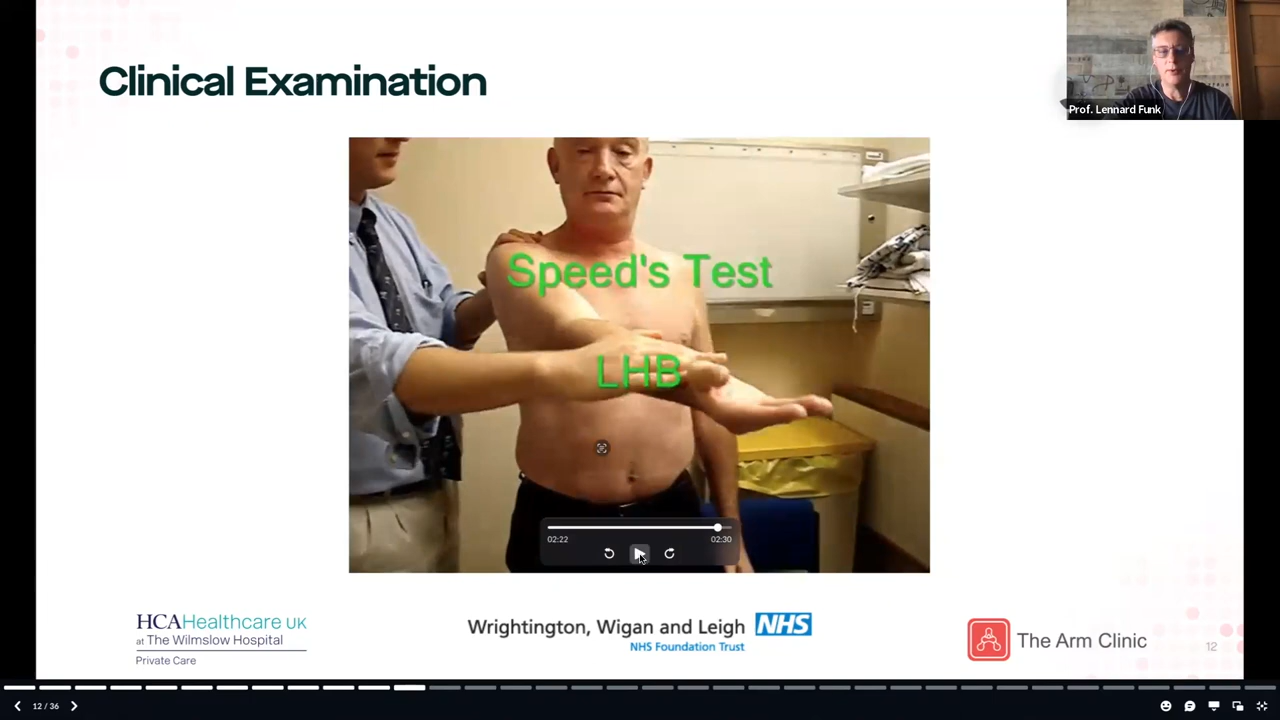 Clinical Examination
Prof. Lennard Funk
Speed's Test
LHB
02:22
02:30
HCAHealthcare UK
at The Wilmslow Hospital
Private Care
Wrightington, Wigan and Leigh NHS
NHS Foundation Trust
The Arm Clinic
12
12 / 36